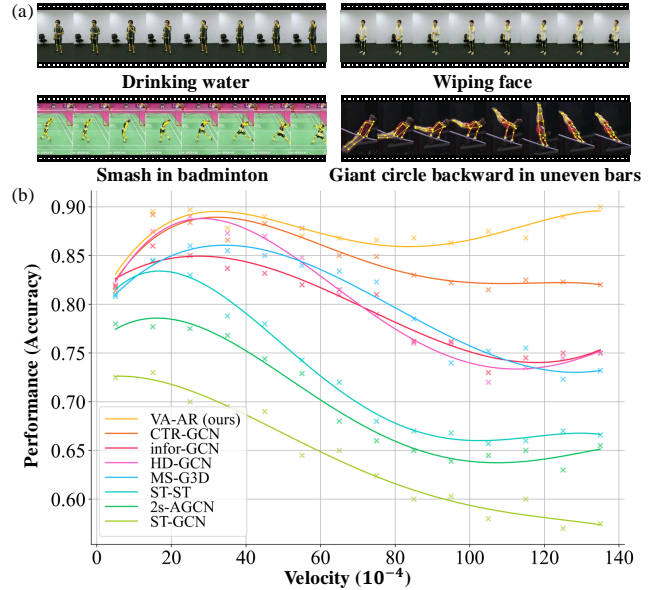 (a)
Drinking water
Wiping face
Smash in badminton
Giant circle backward in uneven bars
(b)
0.90
0.85
0.80
0.75
0.70
0.65
0.60
Performance (Accuracy)
VA-AR (ours)
CTR-GCN
infor-GCN
HD-GCN
MS-G3D
ST-ST
2s-AGCN
ST-GCN
0 20 40 60 80 100 120 140
Velocity (10⁻⁴)